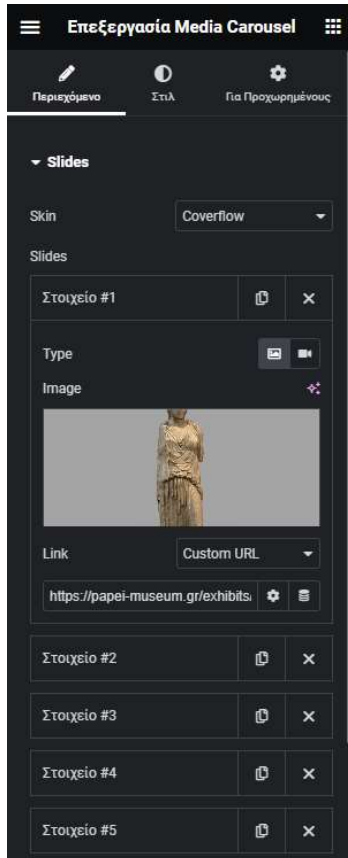 Επεξεργασία Media Carousel
Περιεχόμενο Στιλ Για Προχωρημένους
Slides
Skin Coverflow
Slides
Στοιχείο #1
Type
Image
Link Custom URL
https://papei-museum.gr/exhibits/
Στοιχείο #2
Στοιχείο #3
Στοιχείο #4
Στοιχείο #5